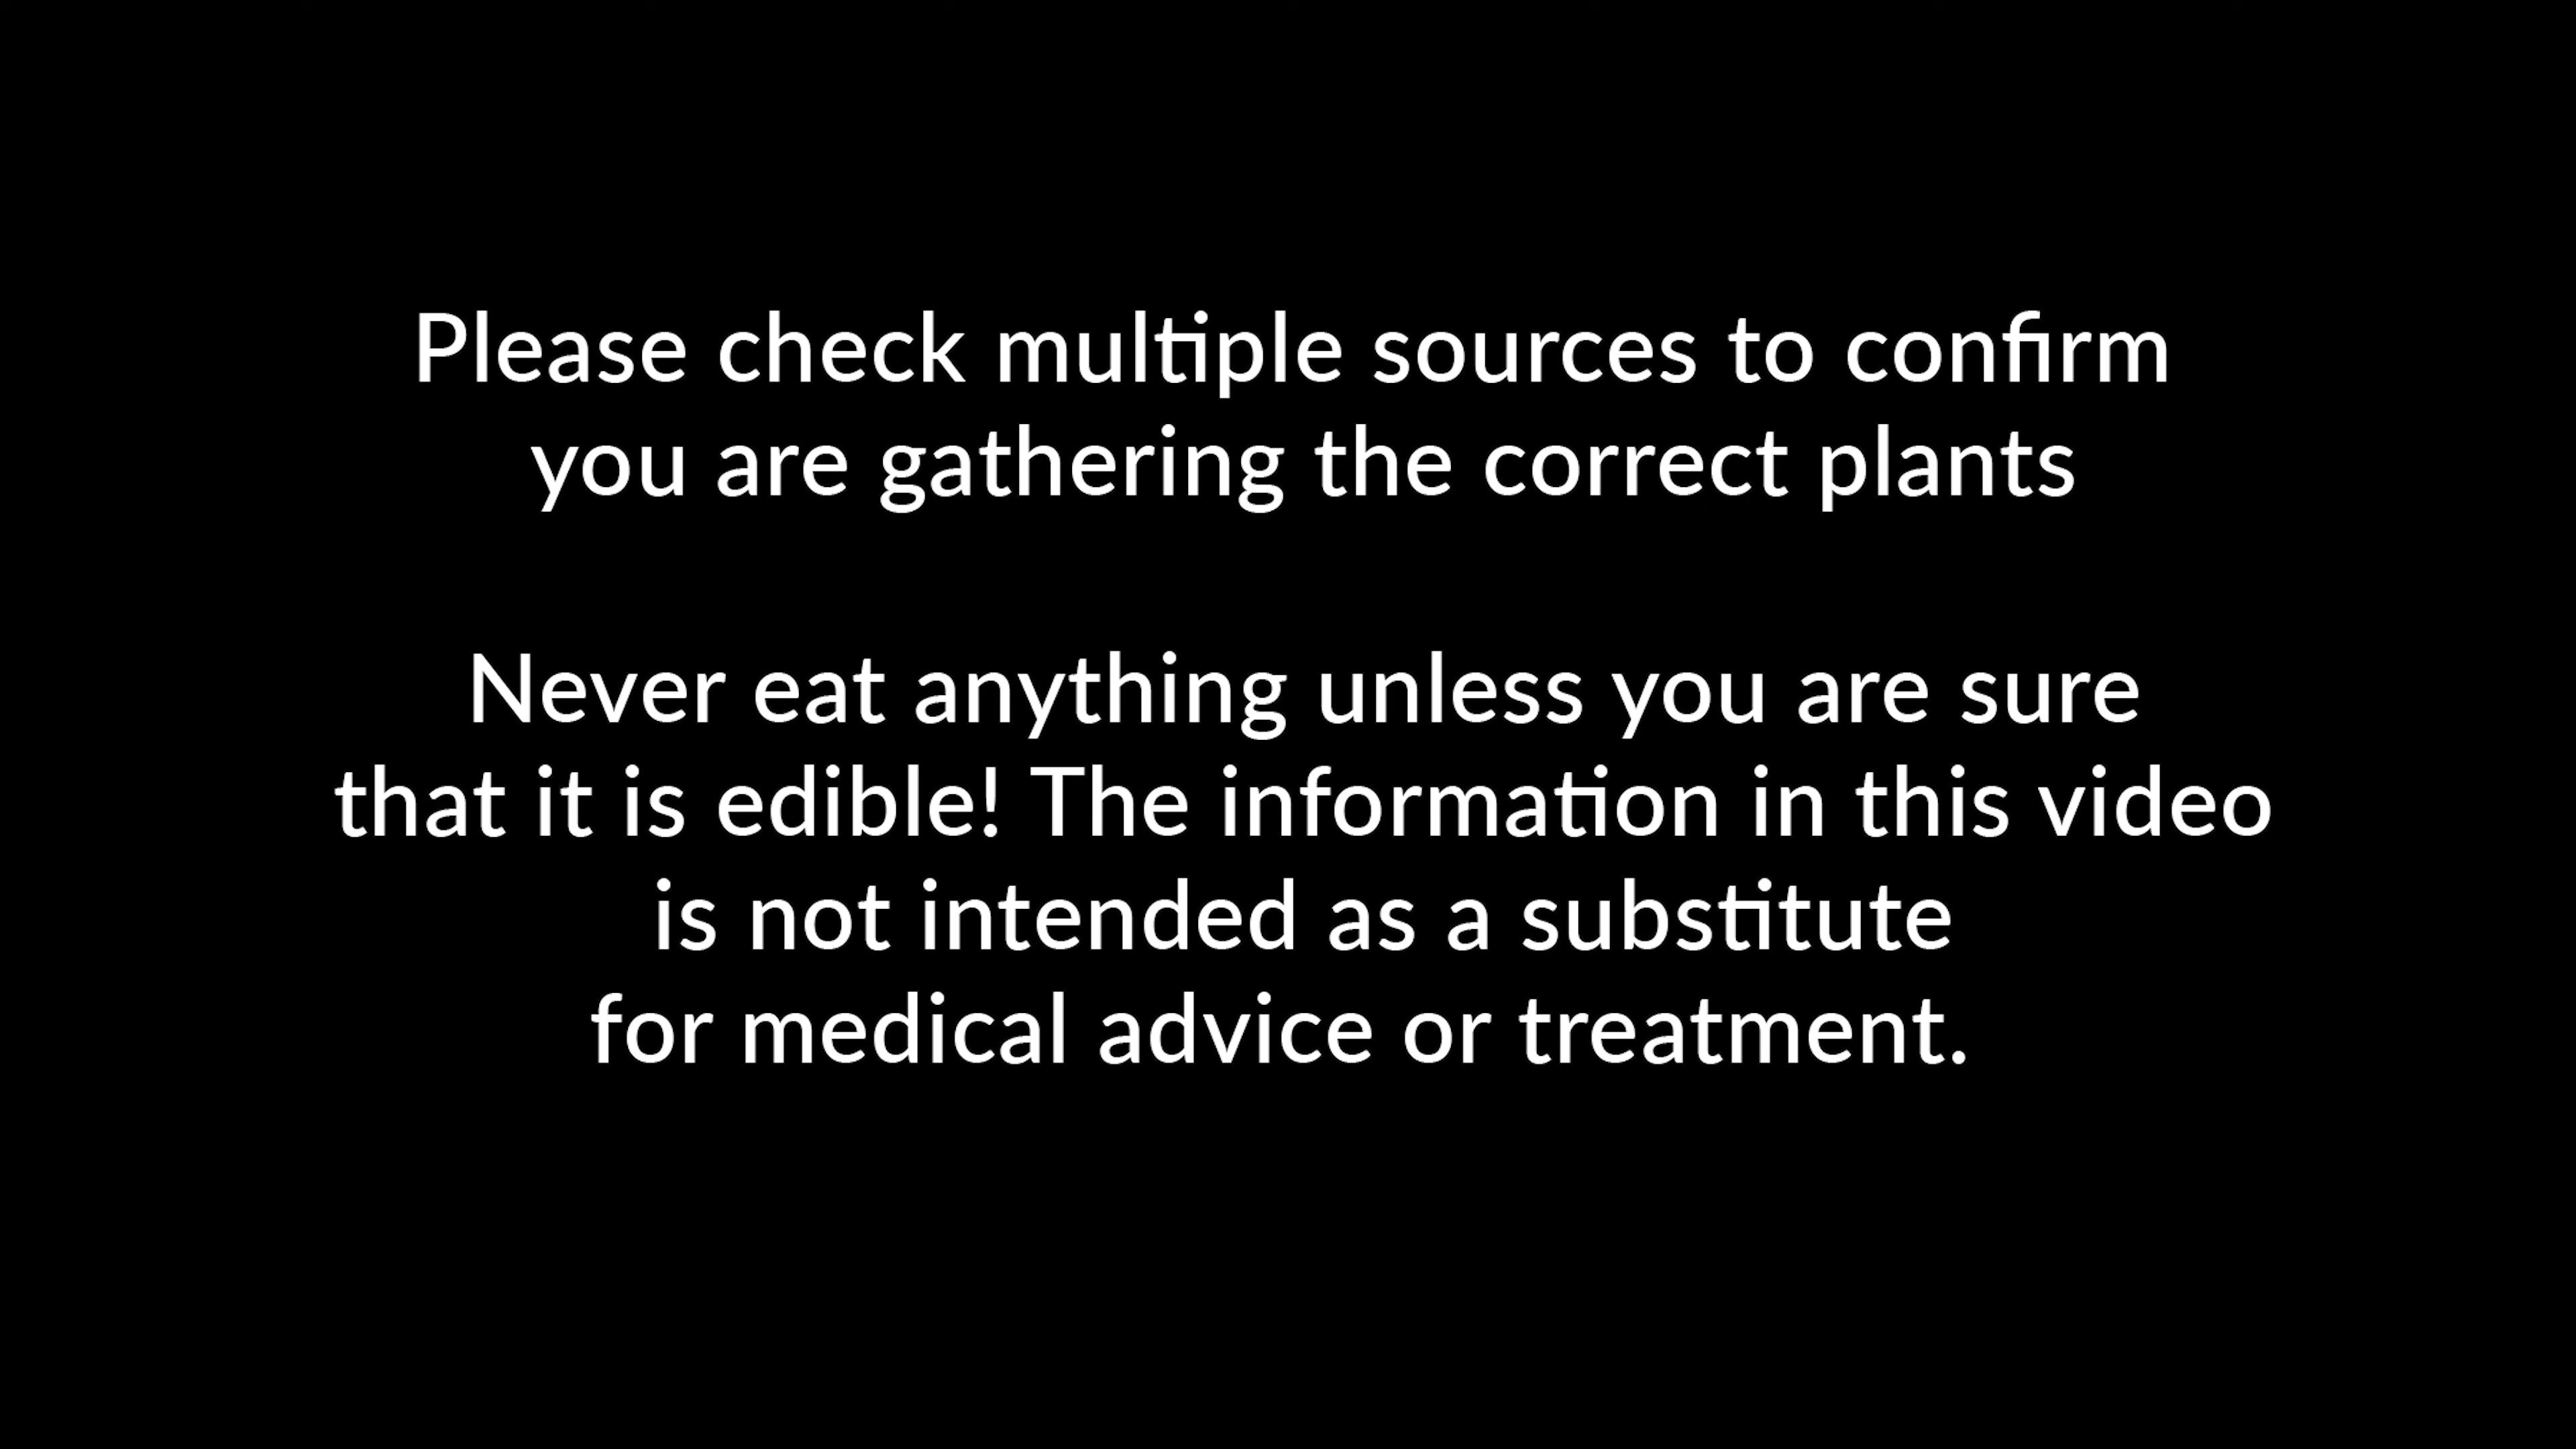 Please check multiple sources to confirm
you are gathering the correct plants
Never eat anything unless you are sure
that it is edible! The information in this video
is not intended as a substitute
for medical advice or treatment.